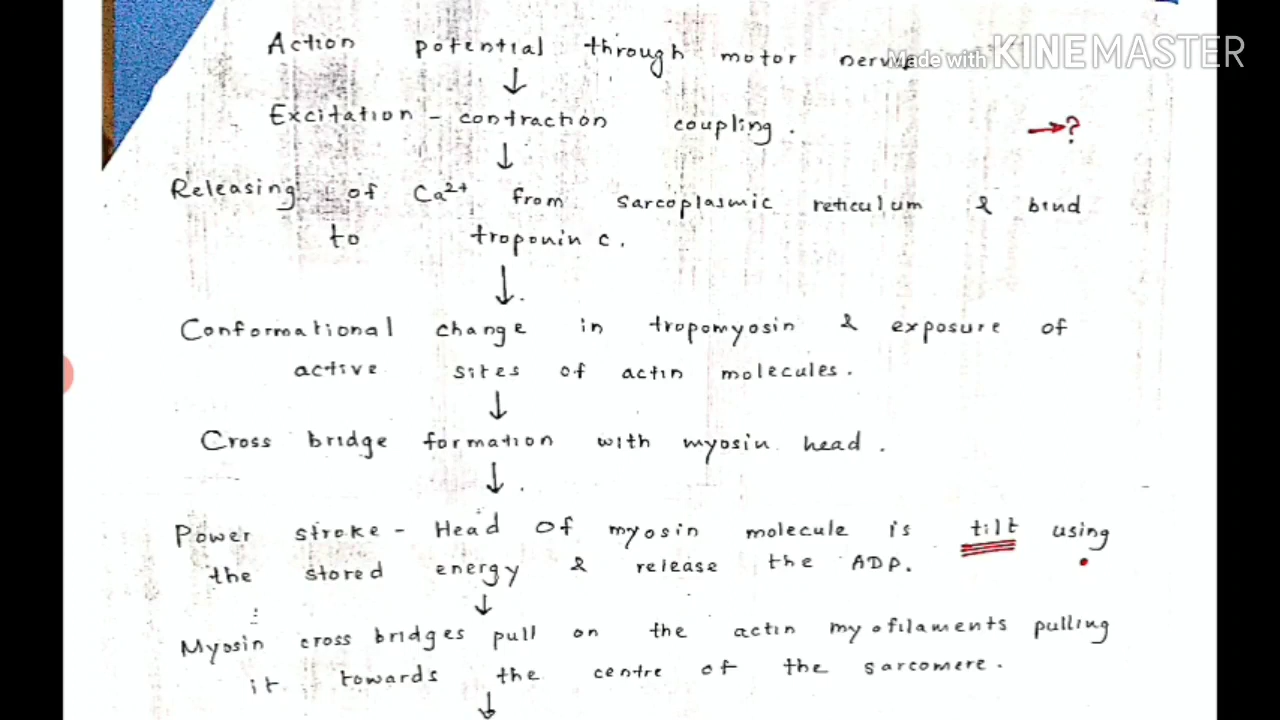 Action potential through motor nerve
Made with KINEMASTER
↓
Excitation - contraction coupling. →?
↓
Releasing of Ca²⁺ from sarcoplasmic reticulum & bind
to troponin c.
↓
Conformational change in tropomyosin & exposure of
active sites of actin molecules.
↓
Cross bridge formation with myosin head.
↓
Power stroke - Head of myosin molecule is tilt using
the stored energy & release the ADP.
↓
Myosin cross bridges pull on the actin myofilaments pulling
it towards the centre of the sarcomere.
↓